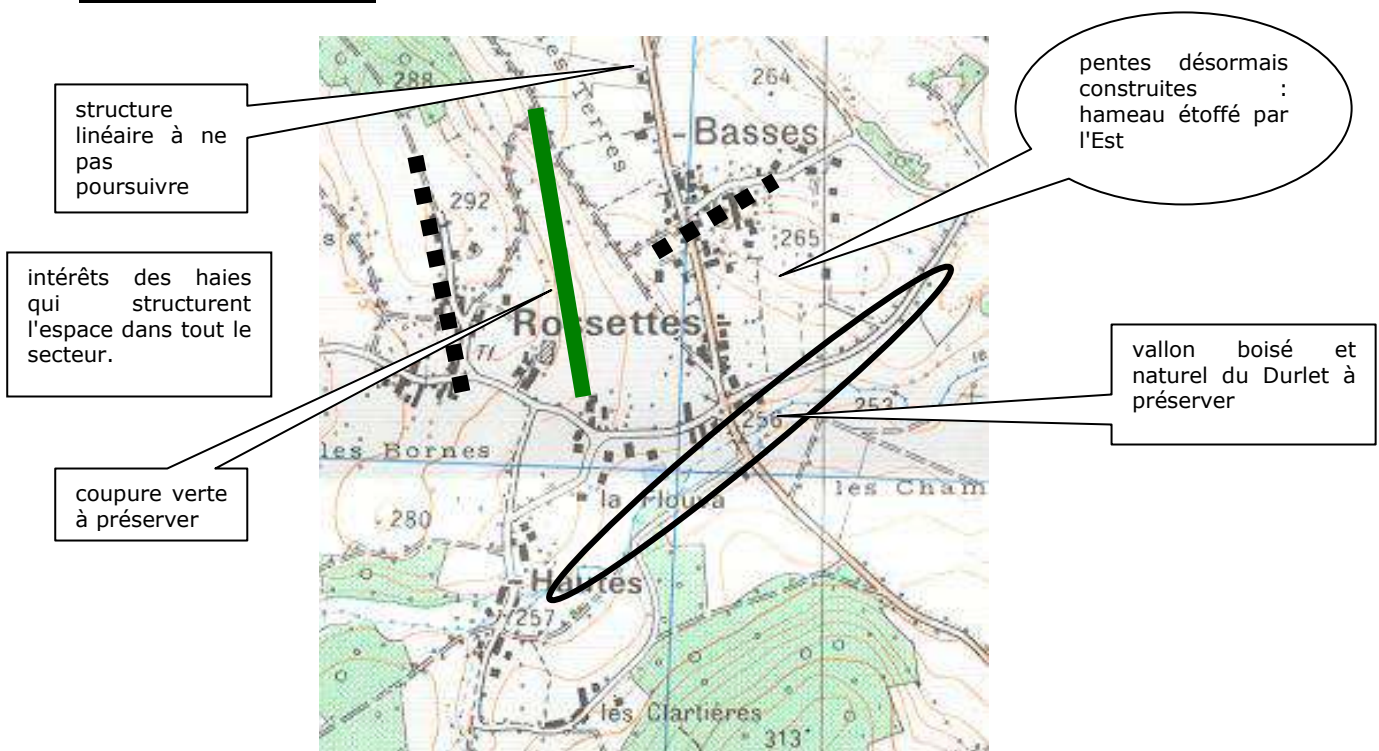 structure
linéaire à ne
pas
poursuivre
intérêts des haies
qui structurent
l'espace dans tout le
secteur.
coupure verte
à préserver
pentes désormais
construites :
hameau étoffé par
l'Est
vallon boisé et
naturel du Durlet à
préserver
288
264
Terres
Basses
292
265
Rossettes
Tl.
256
253
les Bornes
la
les Cham
280
Hautes
257
les Clartières
313